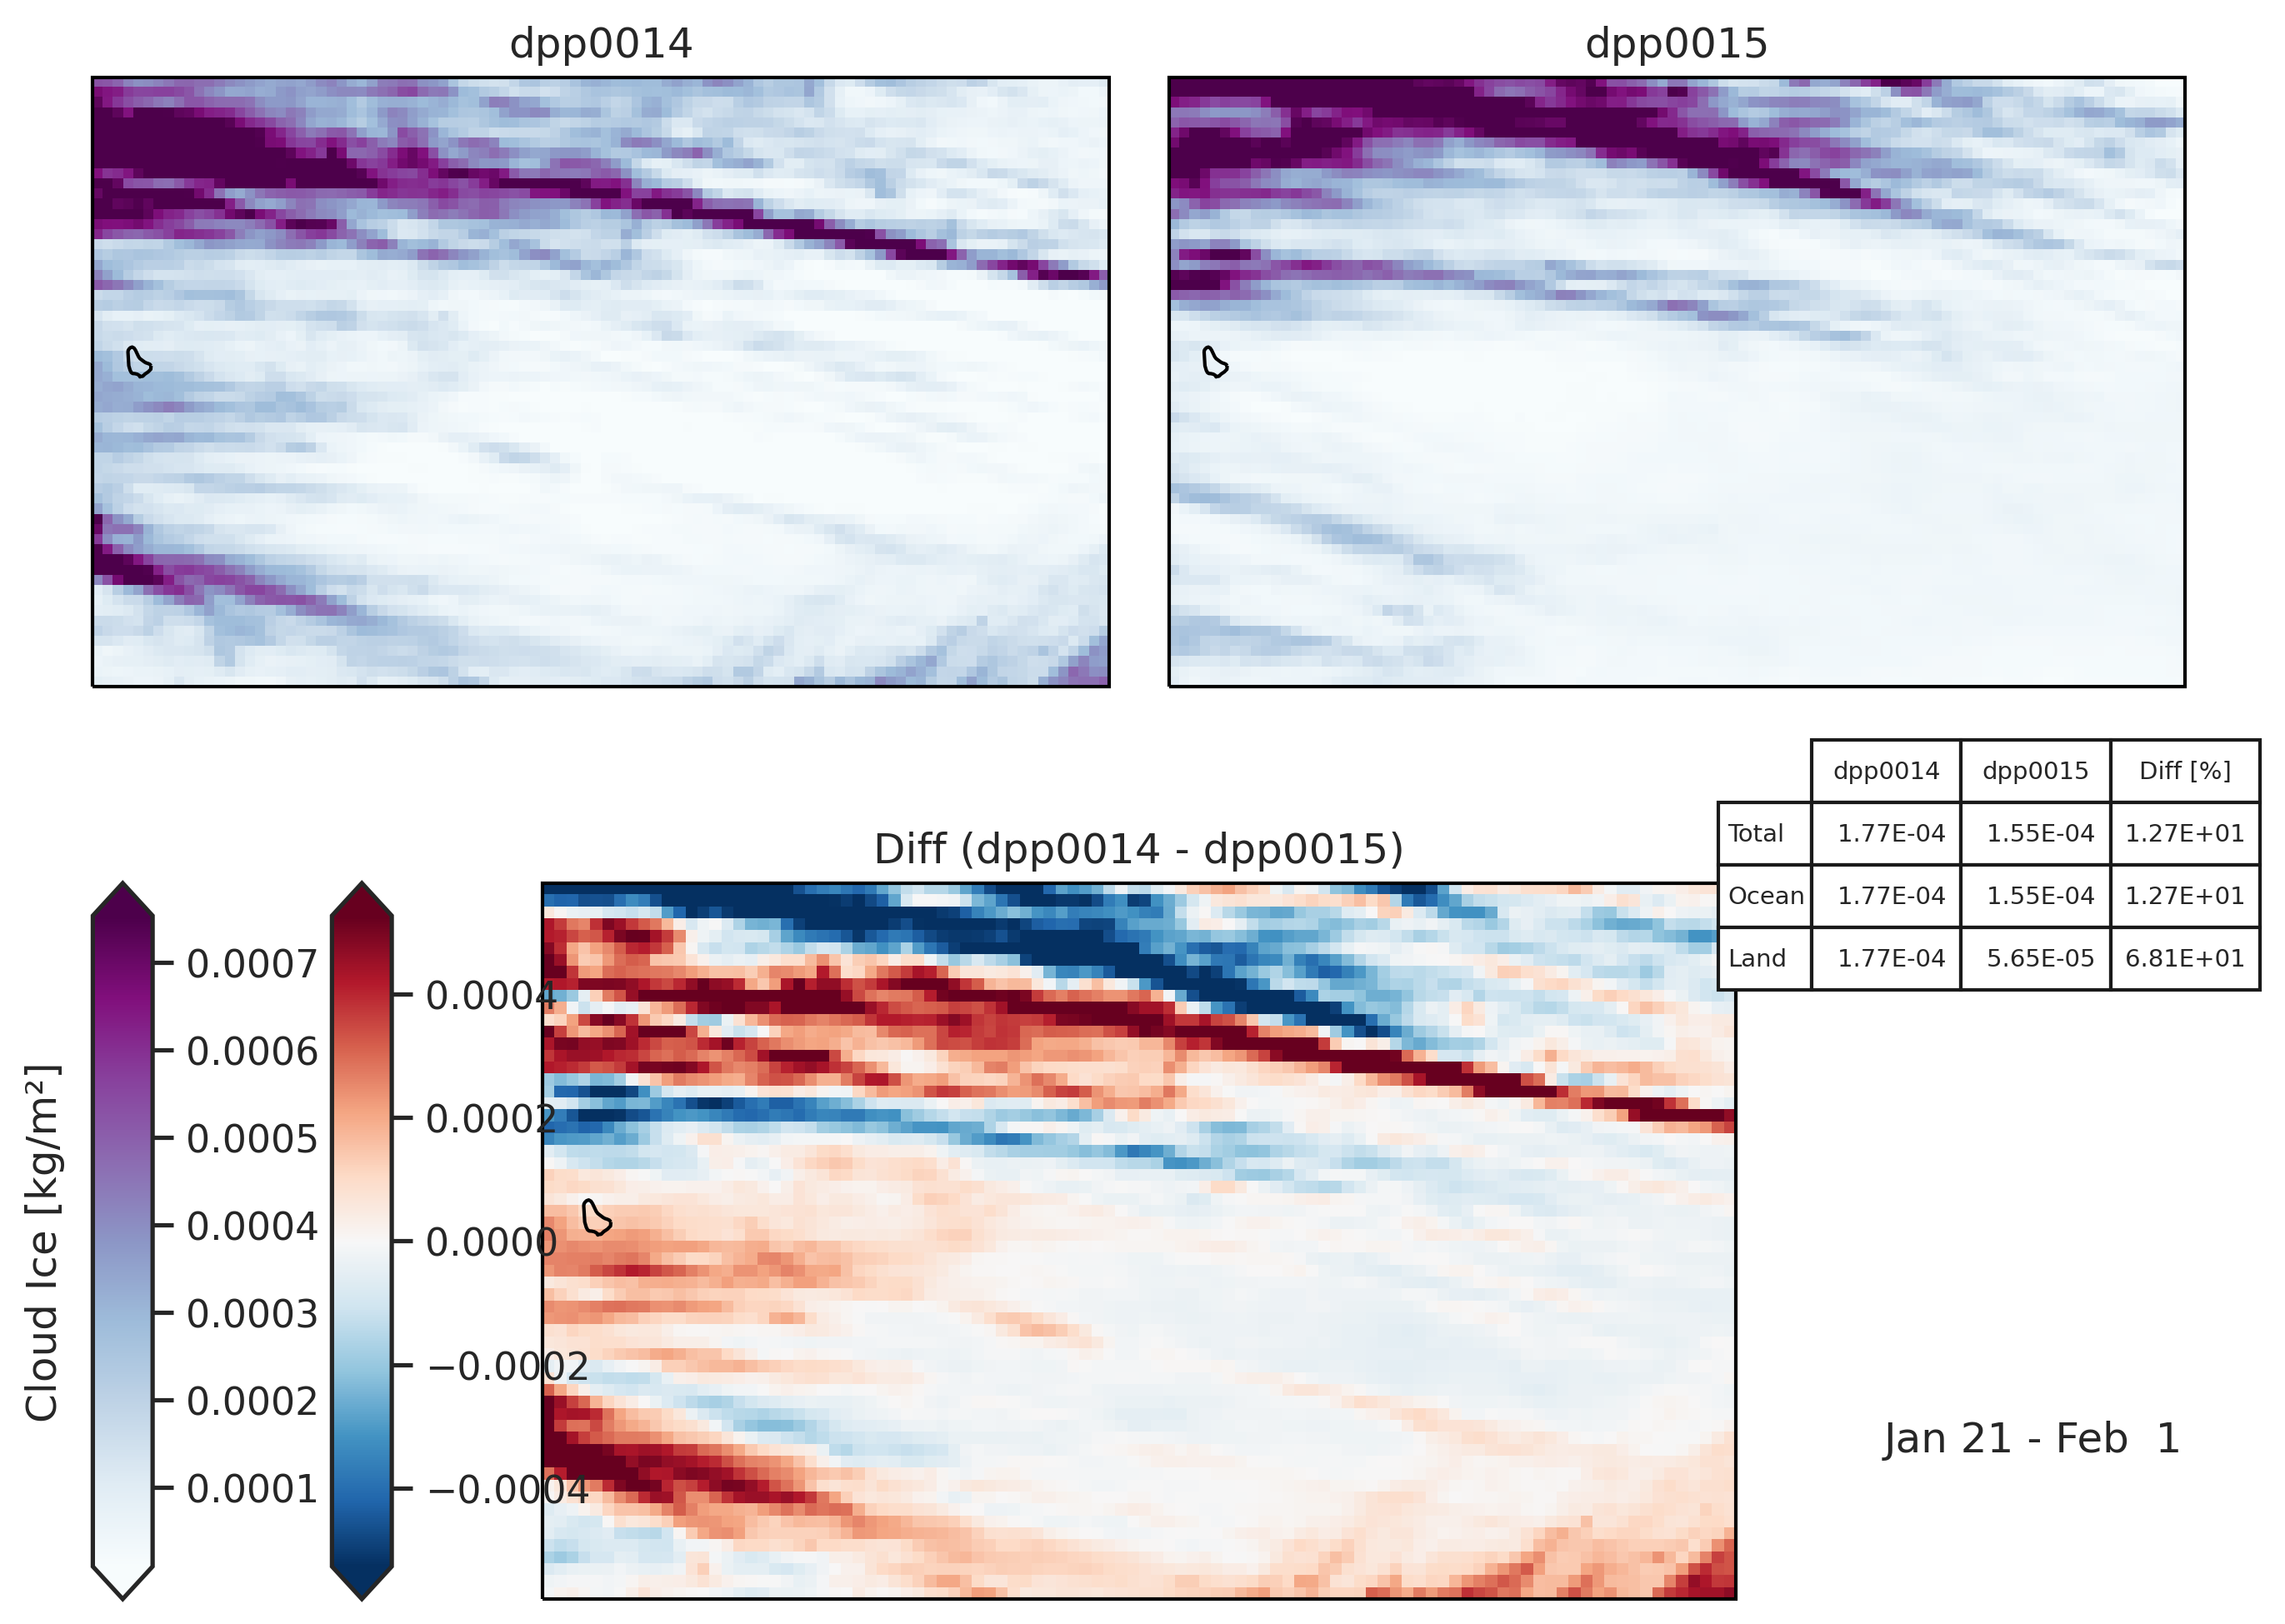 dpp0014
dpp0015
dpp0014 dpp0015 Diff [%]
Total 1.77E-04 1.55E-04 1.27E+01
Ocean 1.77E-04 1.55E-04 1.27E+01
Land 1.77E-04 5.65E-05 6.81E+01
Diff (dpp0014 - dpp0015)
Cloud Ice [kg/m²]
0.0007
0.0006
0.0005
0.0004
0.0003
0.0002
0.0001
0.0004
0.0002
0.0000
−0.0002
−0.0004
Jan 21 - Feb  1